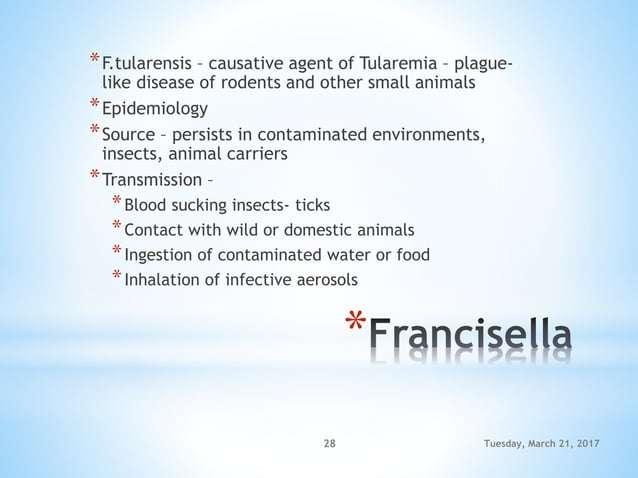 *F.tularensis – causative agent of Tularemia – plague-
like disease of rodents and other small animals
*Epidemiology
*Source – persists in contaminated environments,
insects, animal carriers
*Transmission –
*Blood sucking insects- ticks
*Contact with wild or domestic animals
*Ingestion of contaminated water or food
*Inhalation of infective aerosols
*Francisella
28
Tuesday, March 21, 2017